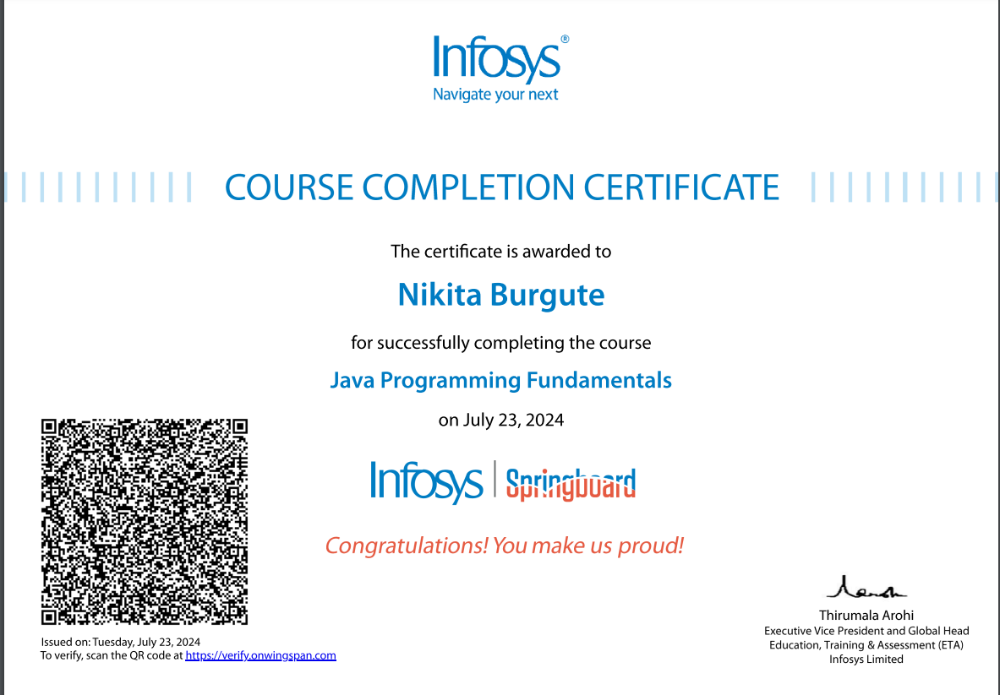 Infosys®
Navigate your next
COURSE COMPLETION CERTIFICATE
The certificate is awarded to
Nikita Burgute
for successfully completing the course
Java Programming Fundamentals
on July 23, 2024
Infosys | Springboard
Congratulations! You make us proud!
Issued on: Tuesday, July 23, 2024
To verify, scan the QR code at https://verify.onwingspan.com
Thirumala Arohi
Executive Vice President and Global Head
Education, Training & Assessment (ETA)
Infosys Limited